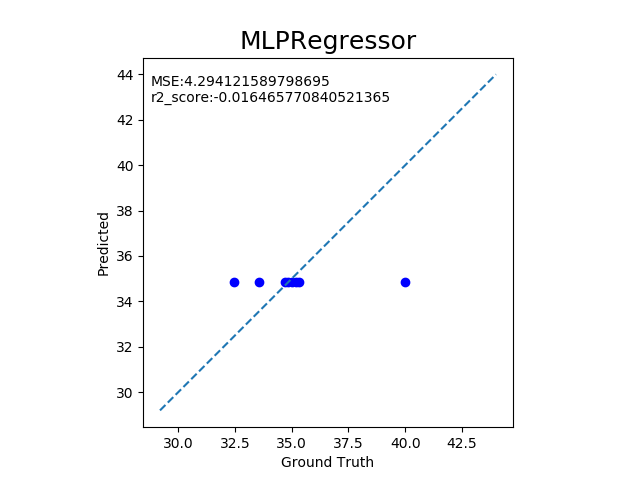 MLPRegressor
MSE:4.294121589798695
r2_score:-0.016465770840521365
44
42
40
38
36
34
32
30
Predicted
30.0 32.5 35.0 37.5 40.0 42.5
Ground Truth